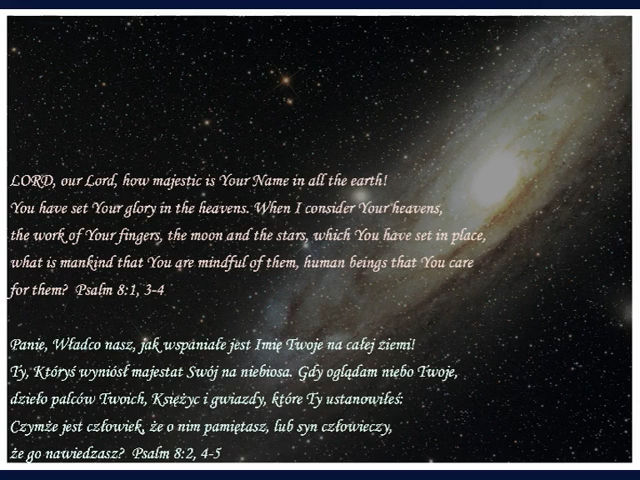 LORD, our Lord, how majestic is Your Name in all the earth!
You have set Your glory in the heavens. When I consider Your heavens,
the work of Your fingers, the moon and the stars, which You have set in place,
what is mankind that You are mindful of them, human beings that You care
for them? Psalm 8:1, 3-4
Panie, Władco nasz, jak wspaniałe jest Imię Twoje na całej ziemi!
Ty, Któryś wyniósł majestat Swój na niebiosa. Gdy oglądam niebo Twoje,
dzieło palców Twoich, Księżyc i gwiazdy, które Ty ustanowiłeś:
Czymże jest człowiek, że o nim pamiętasz, lub syn człowieczy,
że go nawiedzasz? Psalm 8:2, 4-5